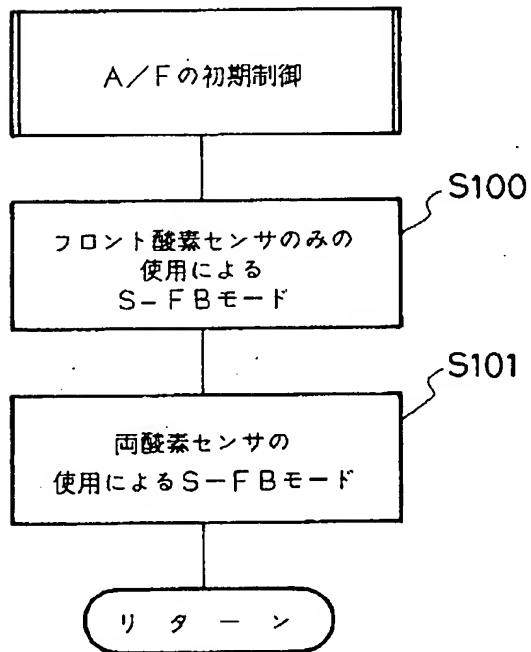 A/Fの初期制御
S100
フロント酸素センサのみの
使用による
S-FBモード
S101
両酸素センサの
使用によるS-FBモード
リターン